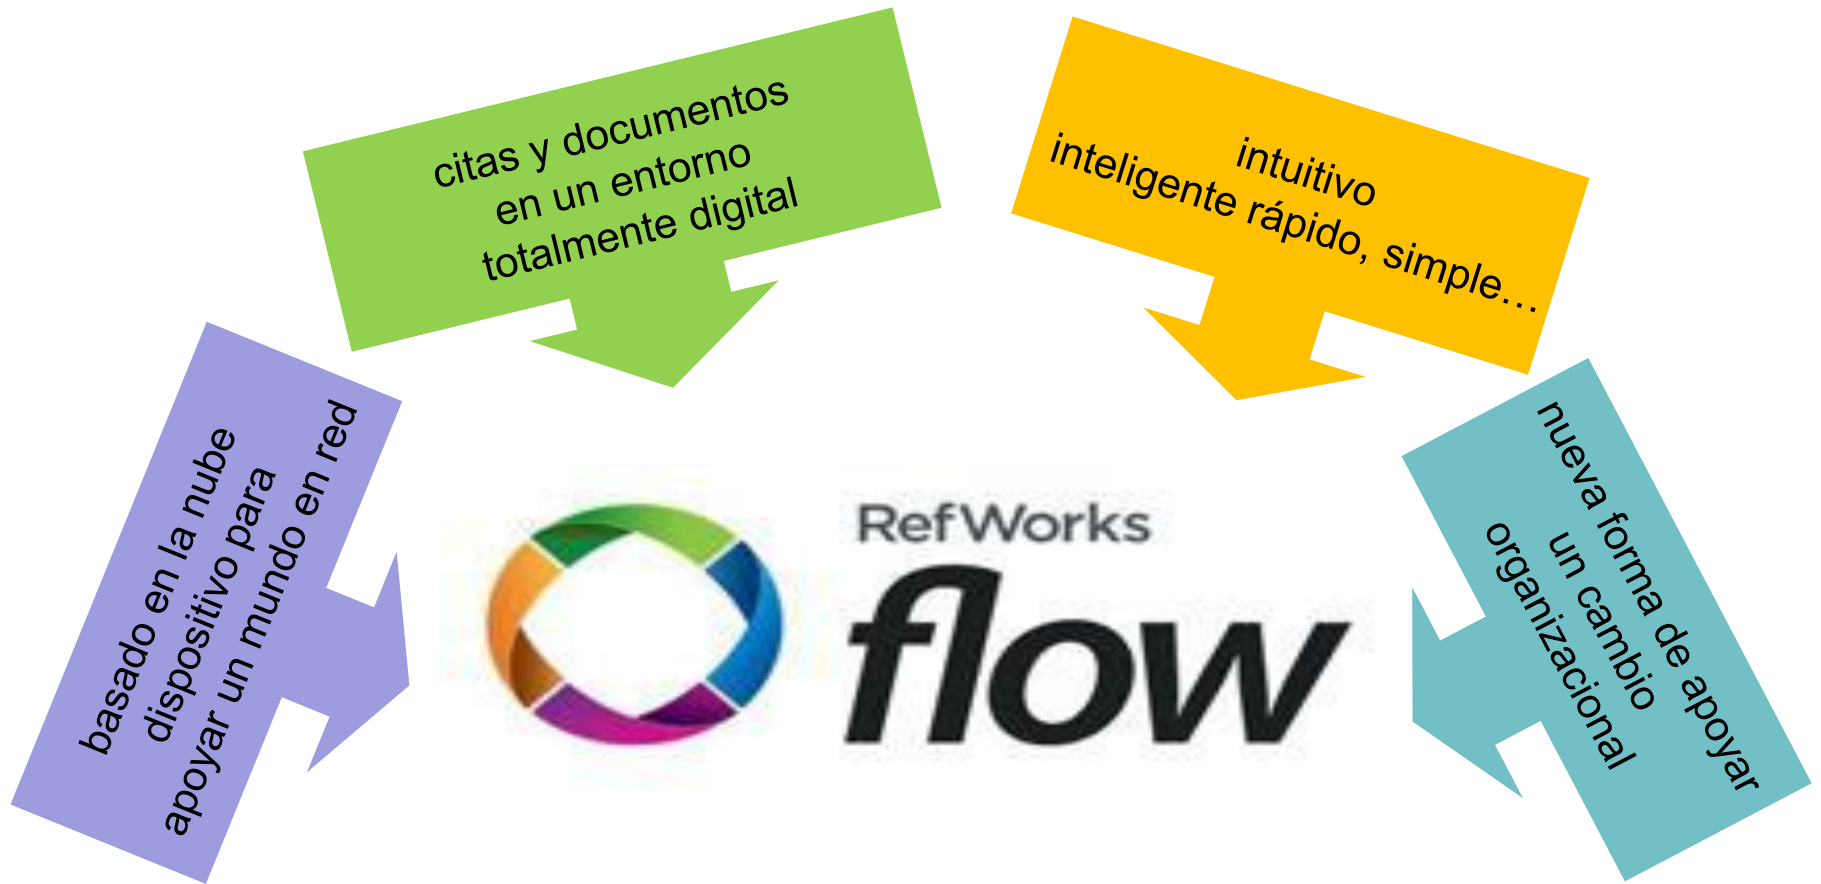 citas y documentos
en un entorno
totalmente digital
intuitivo
inteligente rápido, simple…
basado en la nube
dispositivo para
apoyar un mundo en red
nueva forma de apoyar
un cambio
organizacional
RefWorks
flow